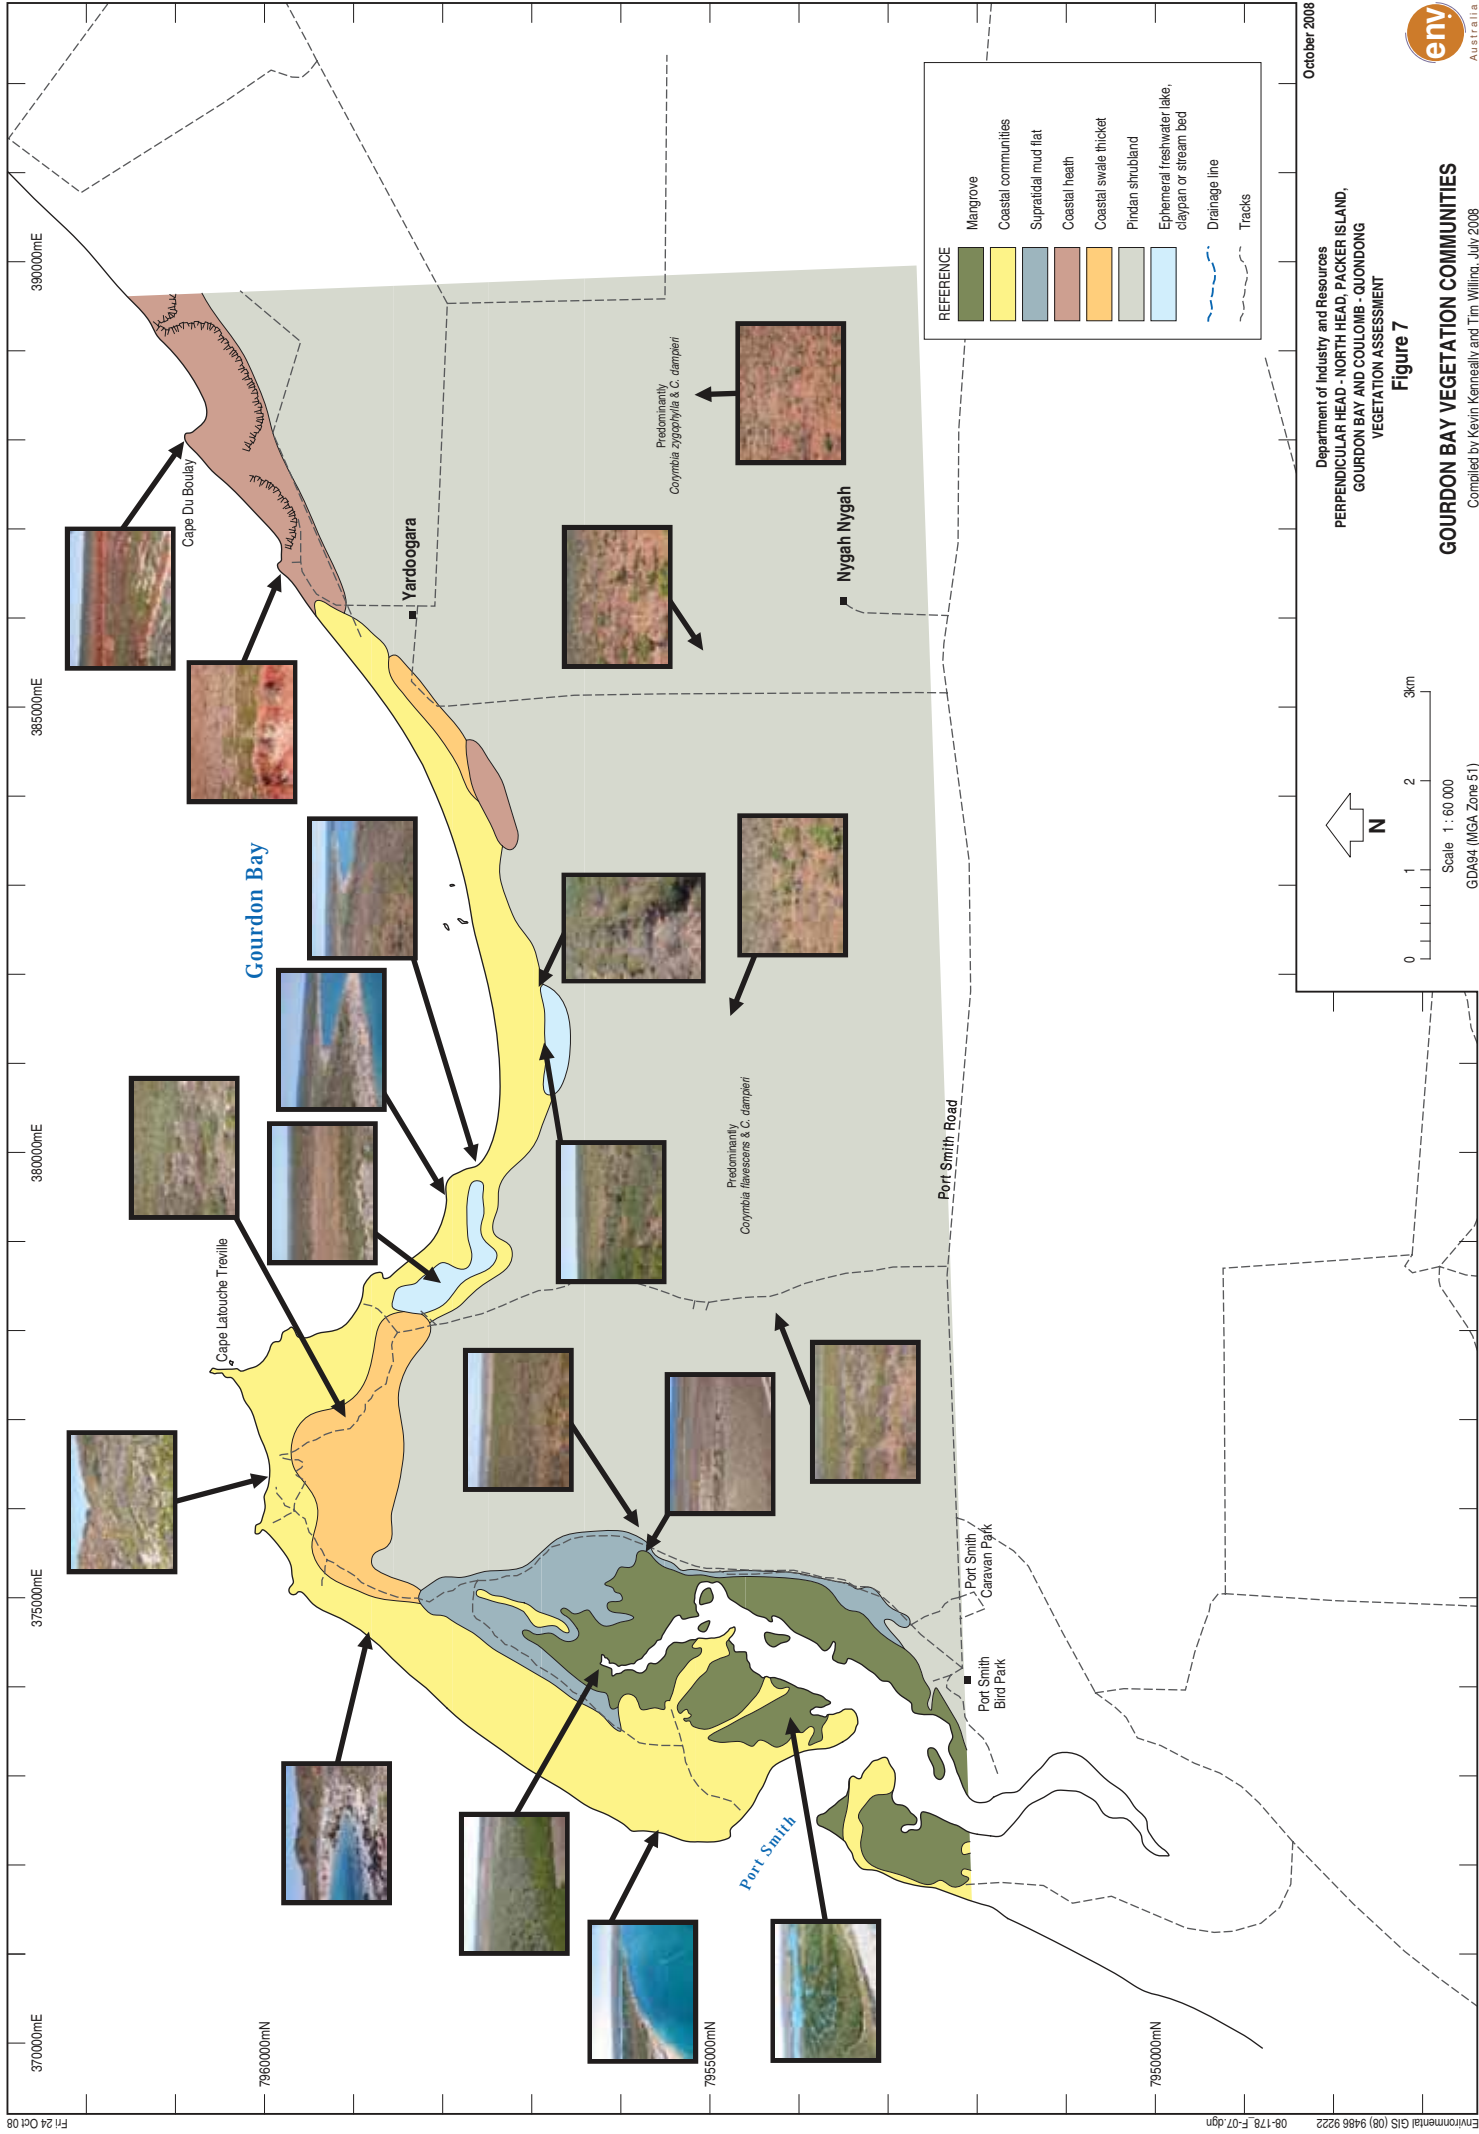 370000mE
375000mE
380000mE
385000mE
390000mE
7960000mN
7955000mN
7950000mN
Cape Latouche Treville
Gourdon Bay
Cape Du Boulay
Yardoogara
Nygah Nygah
Port Smith
Port Smith
Bird Park
Port Smith
Caravan Park
Port Smith Road
Predominantly
Corymbia flavescens & C. dampieri
Predominantly
Corymbia zygophylla & C. dampieri
REFERENCE
Mangrove
Coastal communities
Supratidal mud flat
Coastal heath
Coastal swale thicket
Pindan shrubland
Ephemeral freshwater lake,
claypan or stream bed
Drainage line
Tracks
N
0 1 2 3km
Scale 1 : 60 000
GDA94 (MGA Zone 51)
October 2008
Department of Industry and Resources
PERPENDICULAR HEAD - NORTH HEAD, PACKER ISLAND,
GOURDON BAY AND COULOMB - QUONDONG
VEGETATION ASSESSMENT
Figure 7
GOURDON BAY VEGETATION COMMUNITIES
Compiled by Kevin Kenneally and Tim Willing, July 2008
env
Australia
Environmental GIS (08) 9486 9222
08-178_F-07.dgn
Fri 24 Oct 08